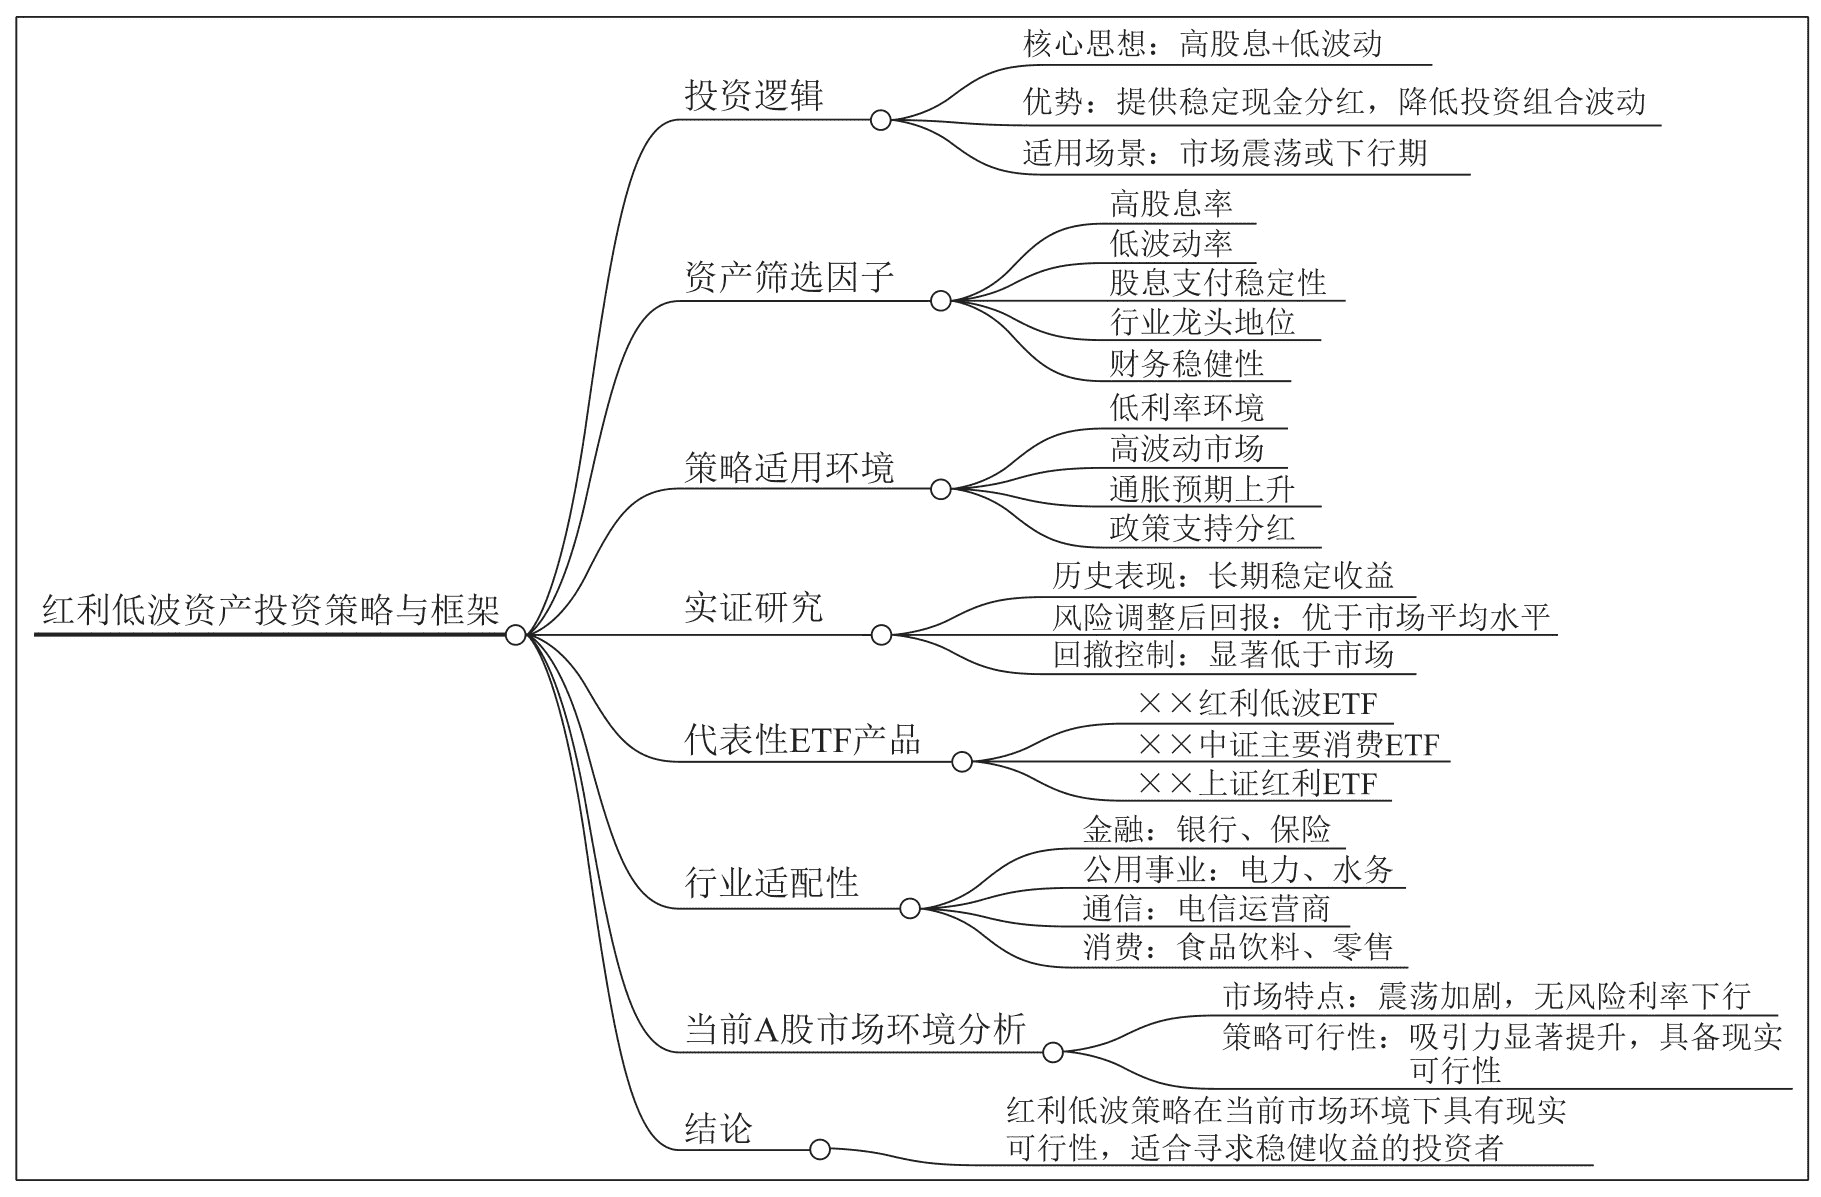 红利低波资产投资策略与框架
投资逻辑
核心思想：高股息+低波动
优势：提供稳定现金分红，降低投资组合波动
适用场景：市场震荡或下行期
资产筛选因子
高股息率
低波动率
股息支付稳定性
行业龙头地位
财务稳健性
策略适用环境
低利率环境
高波动市场
通胀预期上升
政策支持分红
实证研究
历史表现：长期稳定收益
风险调整后回报：优于市场平均水平
回撤控制：显著低于市场
代表性ETF产品
××红利低波ETF
××中证主要消费ETF
××上证红利ETF
行业适配性
金融：银行、保险
公用事业：电力、水务
通信：电信运营商
消费：食品饮料、零售
当前A股市场环境分析
市场特点：震荡加剧，无风险利率下行
策略可行性：吸引力显著提升，具备现实
可行性
结论
红利低波策略在当前市场环境下具有现实
可行性，适合寻求稳健收益的投资者